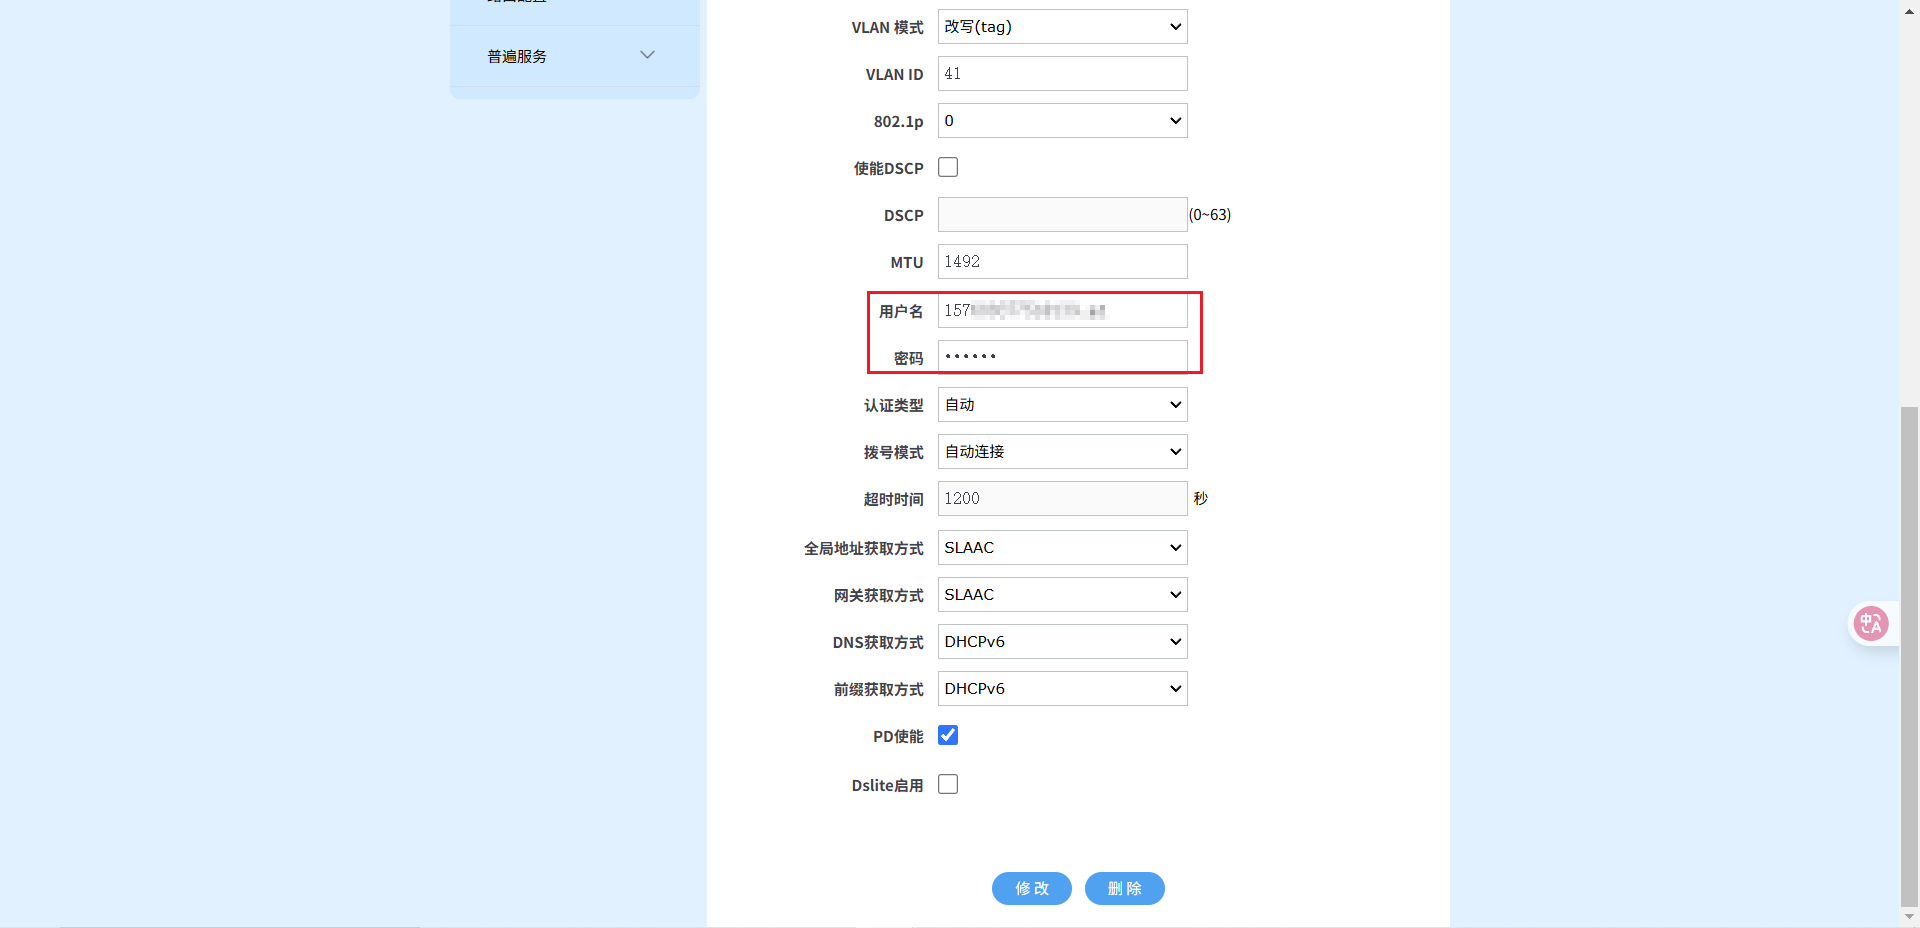 普遍服务
VLAN 模式 改写(tag)
VLAN ID 41
802.1p 0
使能DSCP
DSCP (0~63)
MTU 1492
用户名 157
密码 ••••••
认证类型 自动
拨号模式 自动连接
超时时间 1200 秒
全局地址获取方式 SLAAC
网关获取方式 SLAAC
DNS获取方式 DHCPv6
前缀获取方式 DHCPv6
PD使能
Dslite启用
修 改 删 除
中 A